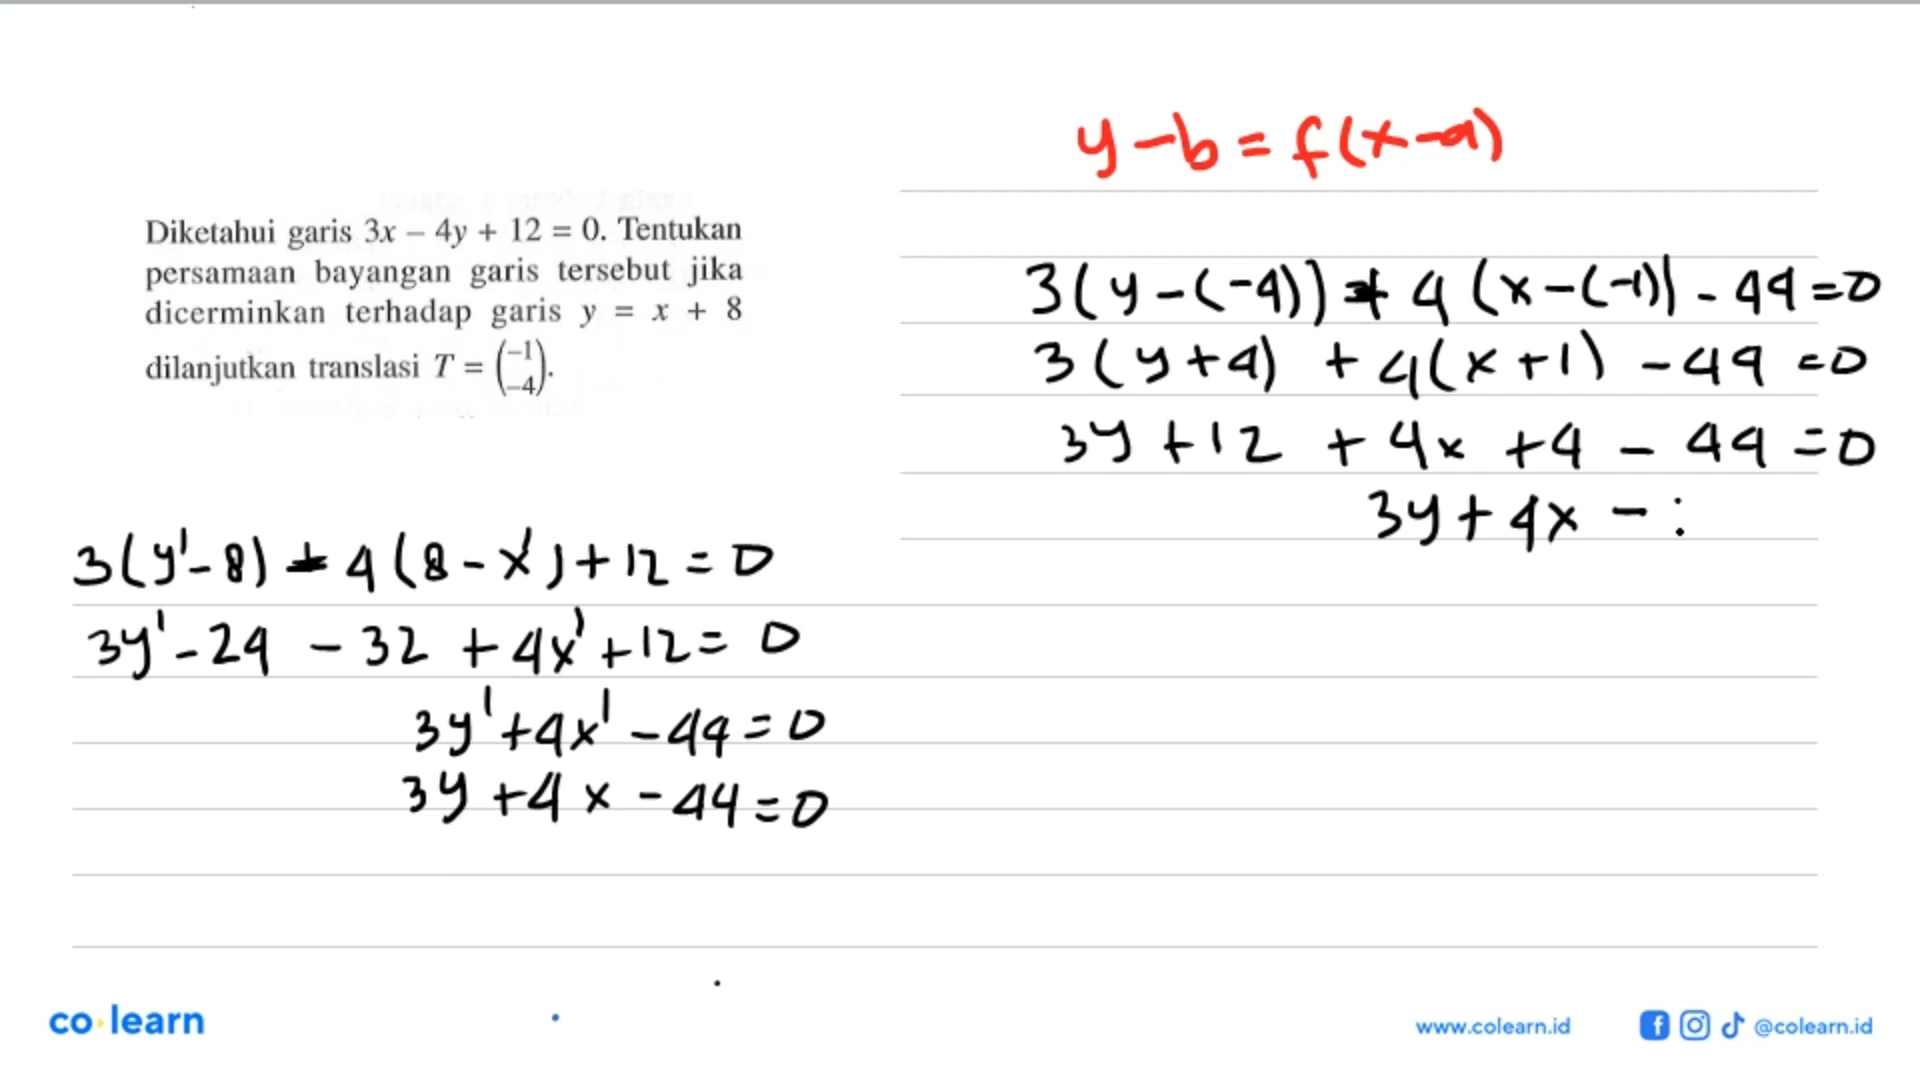 y-b=f(x-a)
Diketahui garis 3x – 4y + 12 = 0. Tentukan
persamaan bayangan garis tersebut jika
dicerminkan terhadap garis y = x + 8
dilanjutkan translasi T = (-1 -4).
3(y'-8) - 4(8-x')+12=0
3y'-24 -32 +4x'+12=0
3y'+4x'-44=0
3y+4x-44=0
3(y-(-4))+4(x-(-1))-44=0
3(y+4)+4(x+1)-44=0
3y+12+4x+4-44=0
3y+4x-:
co learn
www.colearn.id
@colearn.id